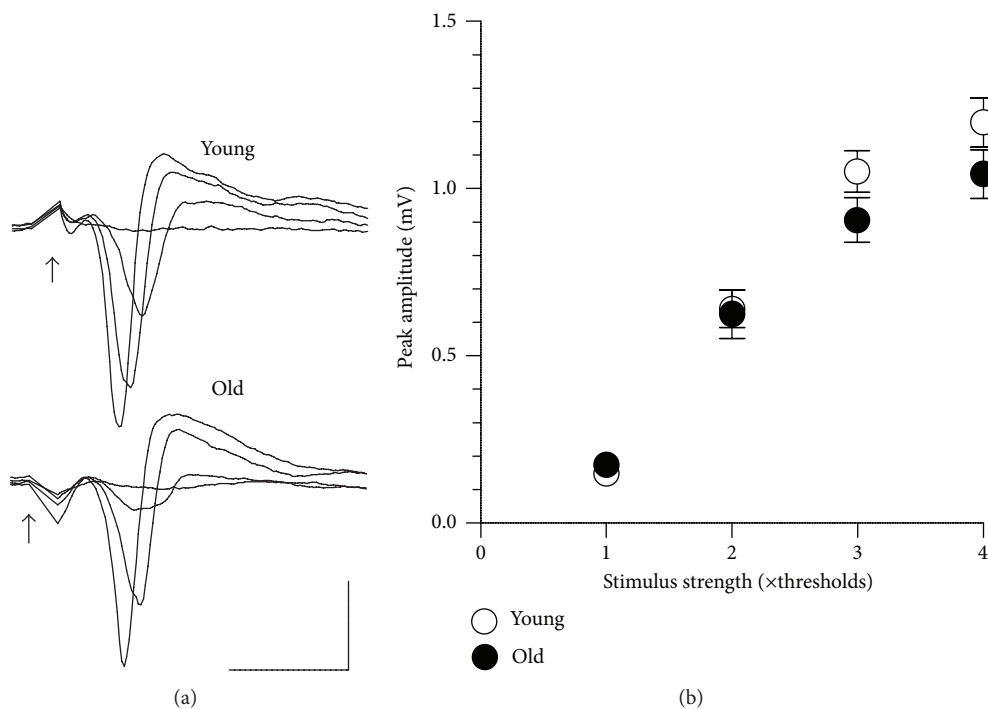 Young
↑
Old
↑
(a)
Peak amplitude (mV)
1.5
1.0
0.5
0.0
0 1 2 3 4
Stimulus strength (×thresholds)
Young
Old
(b)